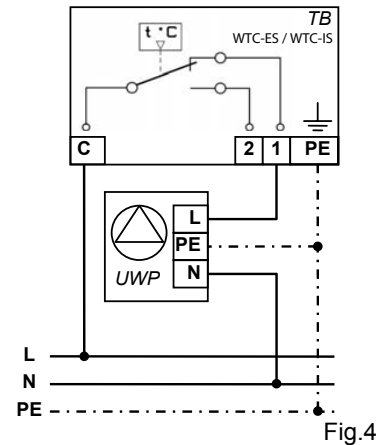 TB
t °C
WTC-ES / WTC-IS
C
2
1
PE
L
PE
N
UWP
L
N
PE
Fig.4